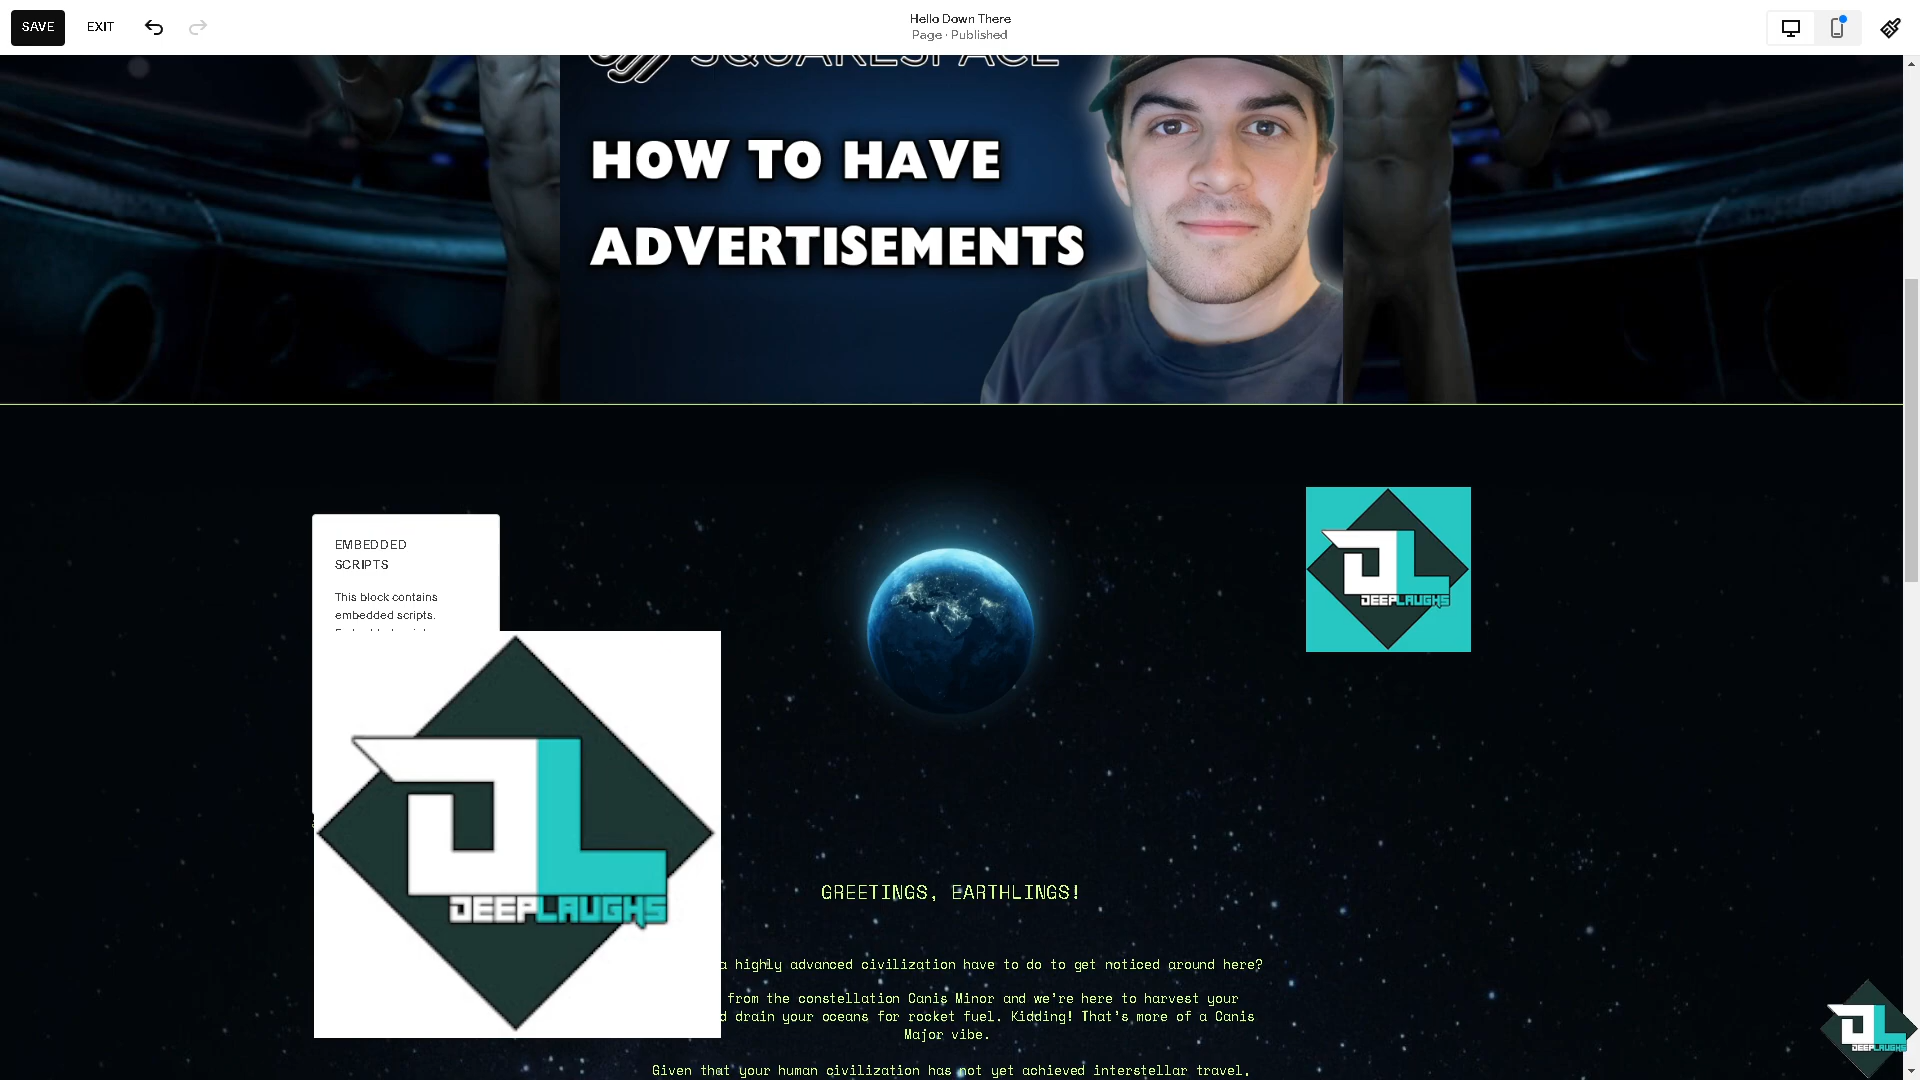 SAVE
EXIT
Hello Down There
Page · Published
SQUARESPACE
HOW TO HAVE
ADVERTISEMENTS
EMBEDDED
SCRIPTS
This block contains
embedded scripts.
DEEPLAUGHS
DEEPLAUGHS
GREETINGS, EARTHLINGS!
a highly advanced civilization have to do to get noticed around here?
from the constellation Canis Minor and we’re here to harvest your
d drain your oceans for rocket fuel. Kidding! That’s more of a Canis
Major vibe.
DEEPLAUGHS
Given that your human civilization has not yet achieved interstellar travel,